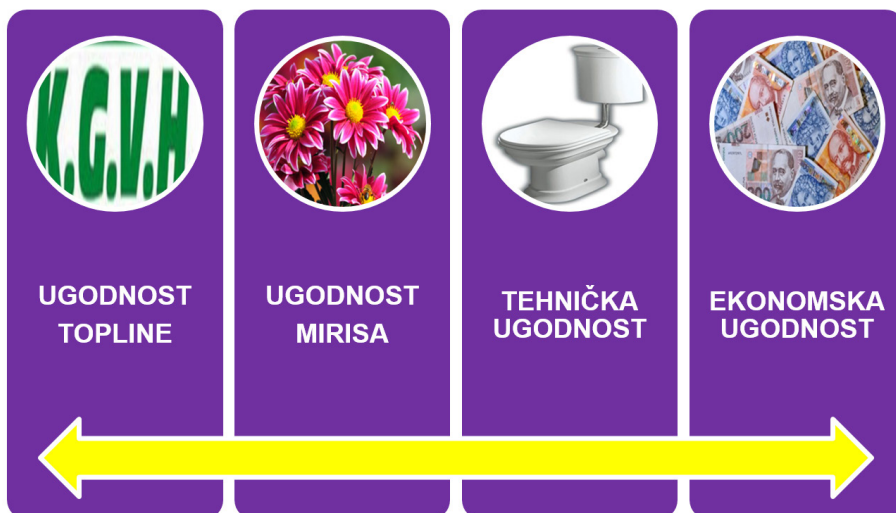 K.G.V.H
UGODNOST
TOPLINE
UGODNOST
MIRISA
TEHNIČKA
UGODNOST
EKONOMSKA
UGODNOST